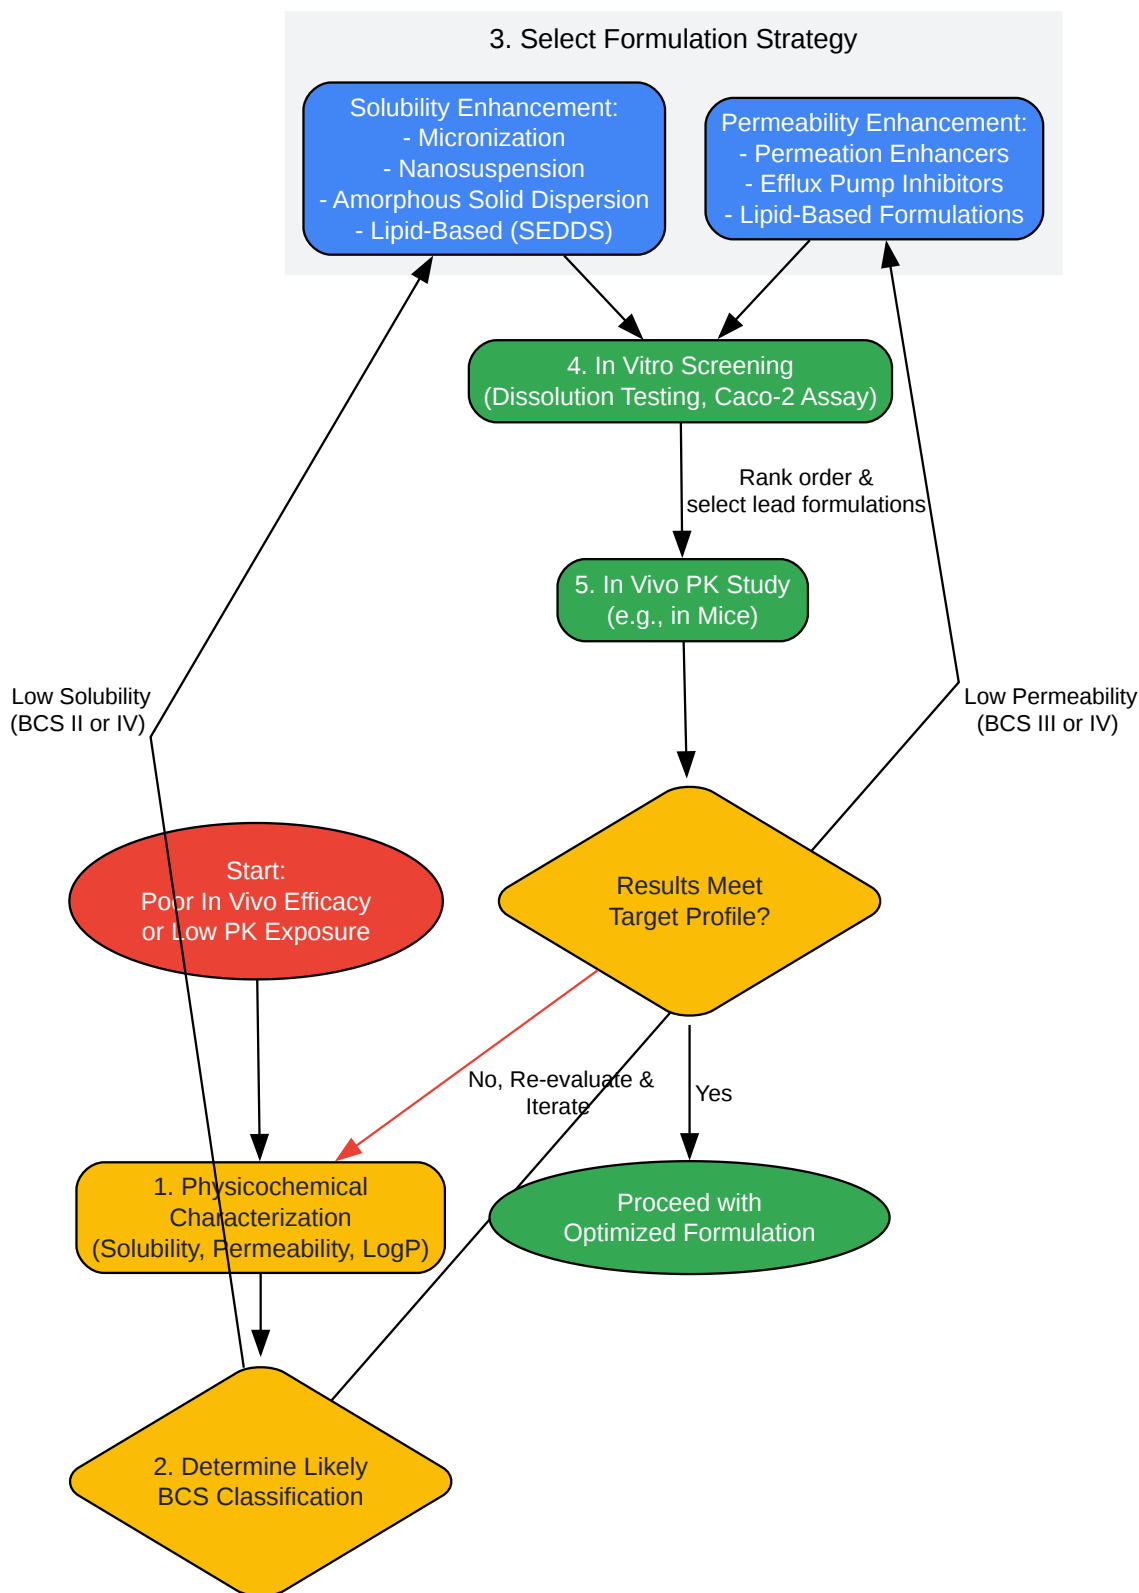 3. Select Formulation Strategy
Solubility Enhancement:
- Micronization
- Nanosuspension
- Amorphous Solid Dispersion
- Lipid-Based (SEDDS)
Permeability Enhancement:
- Permeation Enhancers
- Efflux Pump Inhibitors
- Lipid-Based Formulations
4. In Vitro Screening
(Dissolution Testing, Caco-2 Assay)
Rank order &
select lead formulations
5. In Vivo PK Study
(e.g., in Mice)
Low Solubility
(BCS II or IV)
Low Permeability
(BCS III or IV)
Start:
Poor In Vivo Efficacy
or Low PK Exposure
Results Meet
Target Profile?
No, Re-evaluate &
Iterate
Yes
1. Physicochemical
Characterization
(Solubility, Permeability, LogP)
Proceed with
Optimized Formulation
2. Determine Likely
BCS Classification